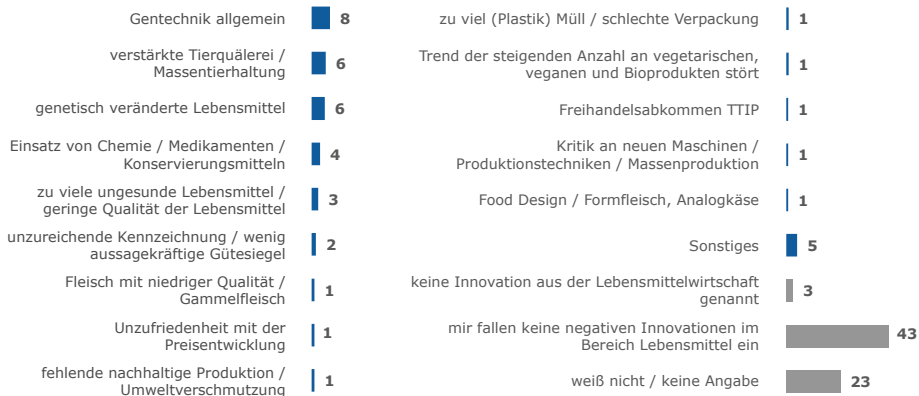 Gentechnik allgemein 8
verstärkte Tierquälerei /
Massentierhaltung 6
genetisch veränderte Lebensmittel 6
Einsatz von Chemie / Medikamenten /
Konservierungsmitteln 4
zu viele ungesunde Lebensmittel /
geringe Qualität der Lebensmittel 3
unzureichende Kennzeichnung / wenig
aussagekräftige Gütesiegel 2
Fleisch mit niedriger Qualität /
Gammelfleisch 1
Unzufriedenheit mit der
Preisentwicklung 1
fehlende nachhaltige Produktion /
Umweltverschmutzung 1
zu viel (Plastik) Müll / schlechte Verpackung 1
Trend der steigenden Anzahl an vegetarischen,
veganen und Bioprodukten stört 1
Freihandelsabkommen TTIP 1
Kritik an neuen Maschinen /
Produktionstechniken / Massenproduktion 1
Food Design / Formfleisch, Analogkäse 1
Sonstiges 5
keine Innovation aus der Lebensmittelwirtschaft
genannt 3
mir fallen keine negativen Innovationen im
Bereich Lebensmittel ein 43
weiß nicht / keine Angabe 23